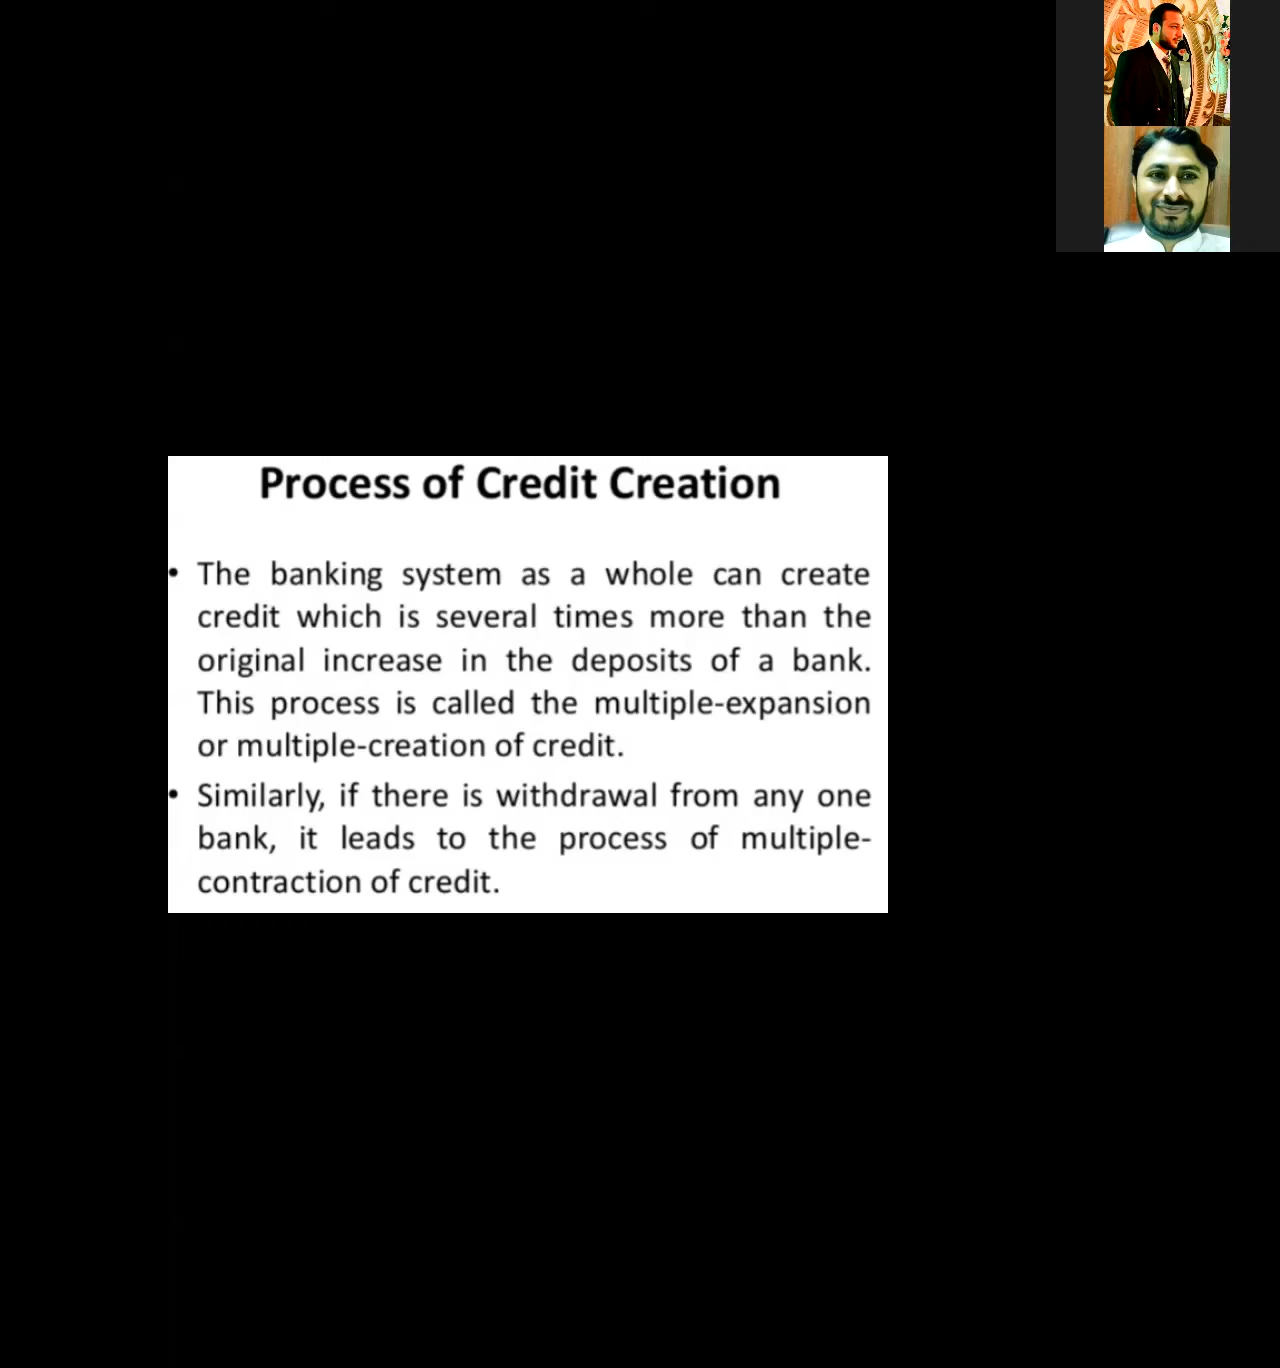 Process of Credit Creation
• The banking system as a whole can create
credit which is several times more than the
original increase in the deposits of a bank.
This process is called the multiple-expansion
or multiple-creation of credit.
• Similarly, if there is withdrawal from any one
bank, it leads to the process of multiple-
contraction of credit.